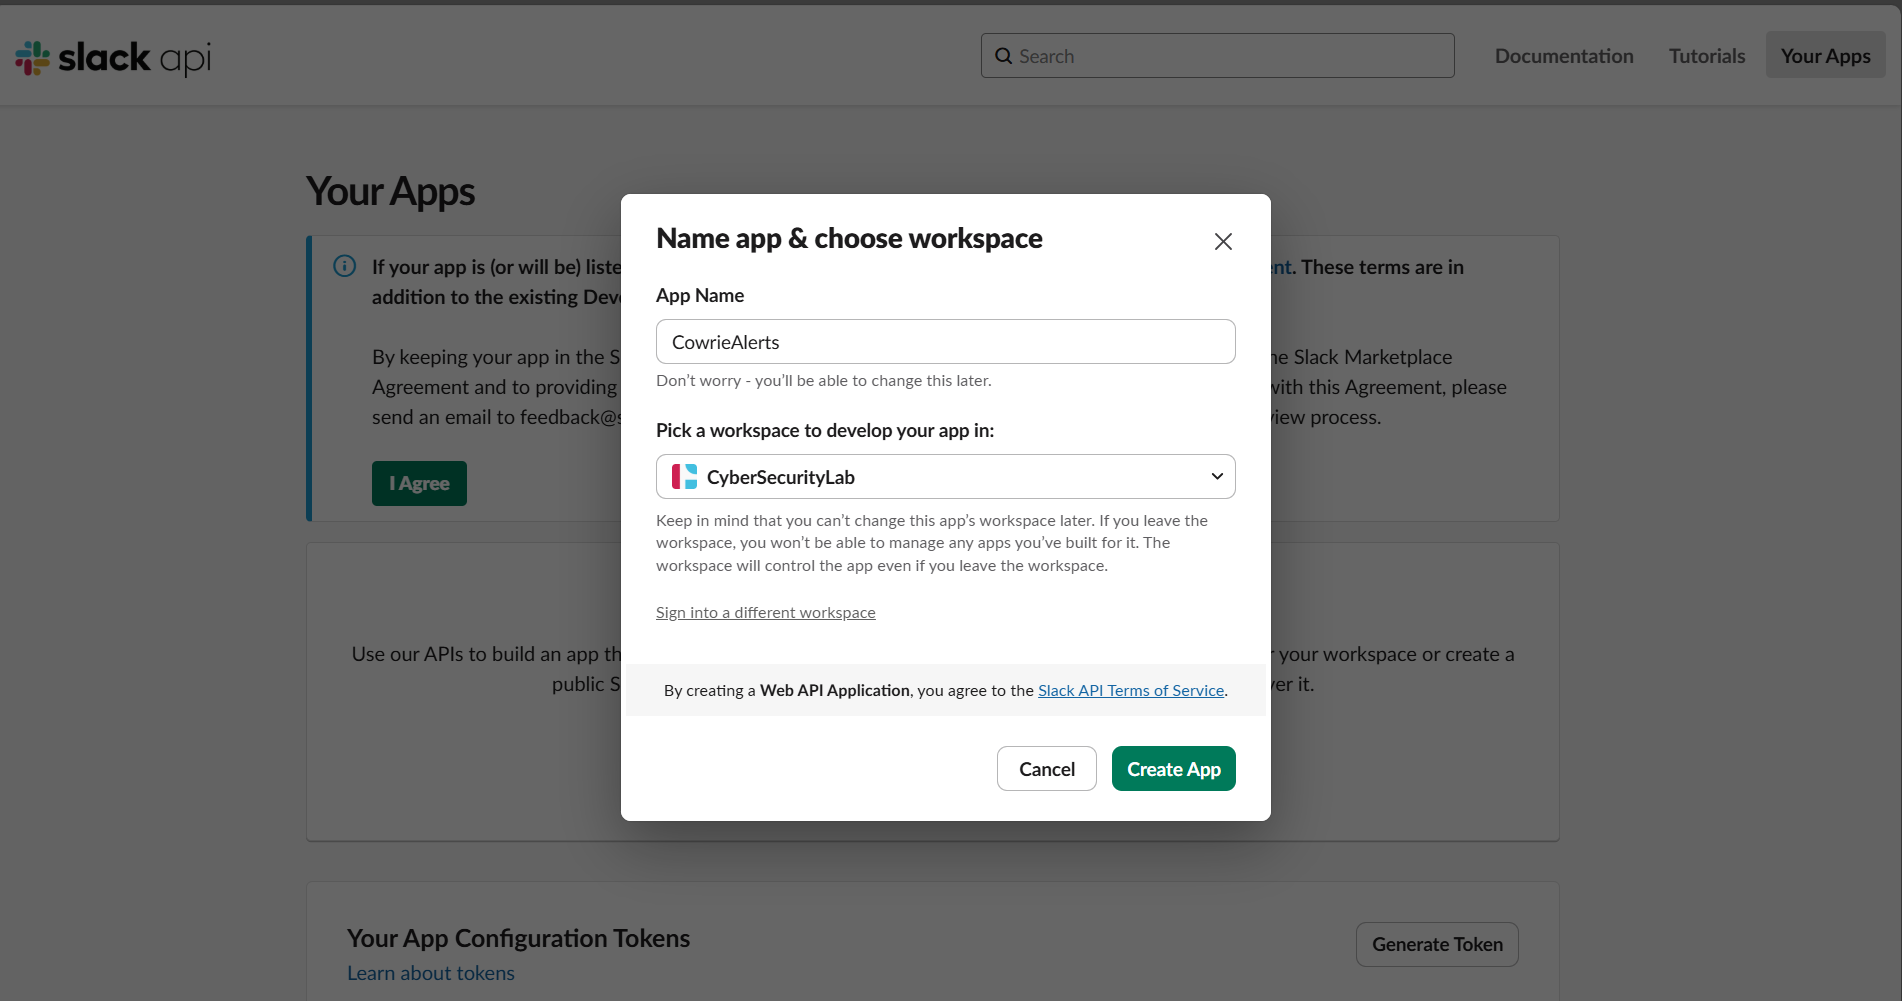 slack api
Search
Documentation
Tutorials
Your Apps
Your Apps
If your app is (or will be) liste
nt. These terms are in
addition to the existing Dev
By keeping your app in the S
he Slack Marketplace
Agreement and to providing
with this Agreement, please
send an email to feedback@s
view process.
I Agree
Use our APIs to build an app th
r your workspace or create a
public S
er it.
Name app & choose workspace
App Name
CowrieAlerts
Don’t worry - you’ll be able to change this later.
Pick a workspace to develop your app in:
CyberSecurityLab
Keep in mind that you can’t change this app’s workspace later. If you leave the
workspace, you won’t be able to manage any apps you’ve built for it. The
workspace will control the app even if you leave the workspace.
Sign into a different workspace
By creating a Web API Application, you agree to the Slack API Terms of Service.
Cancel
Create App
Your App Configuration Tokens
Learn about tokens
Generate Token